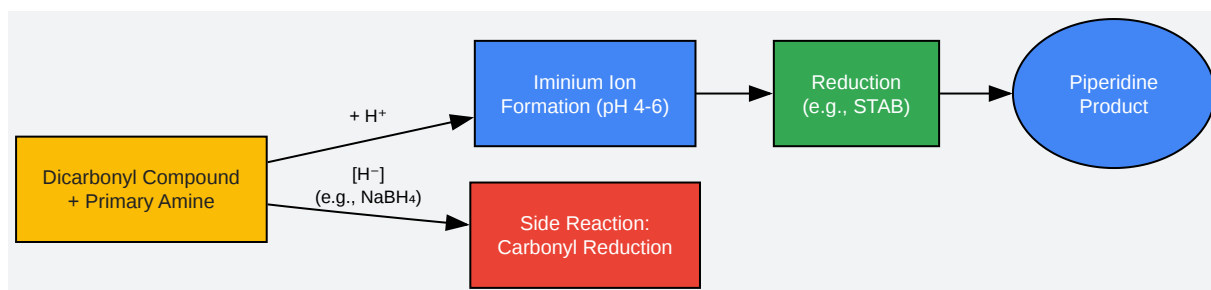 Dicarbonyl Compound
+ Primary Amine
+ H⁺
[H⁻]
(e.g., NaBH₄)
Iminium Ion
Formation (pH 4-6)
Side Reaction:
Carbonyl Reduction
Reduction
(e.g., STAB)
Piperidine
Product